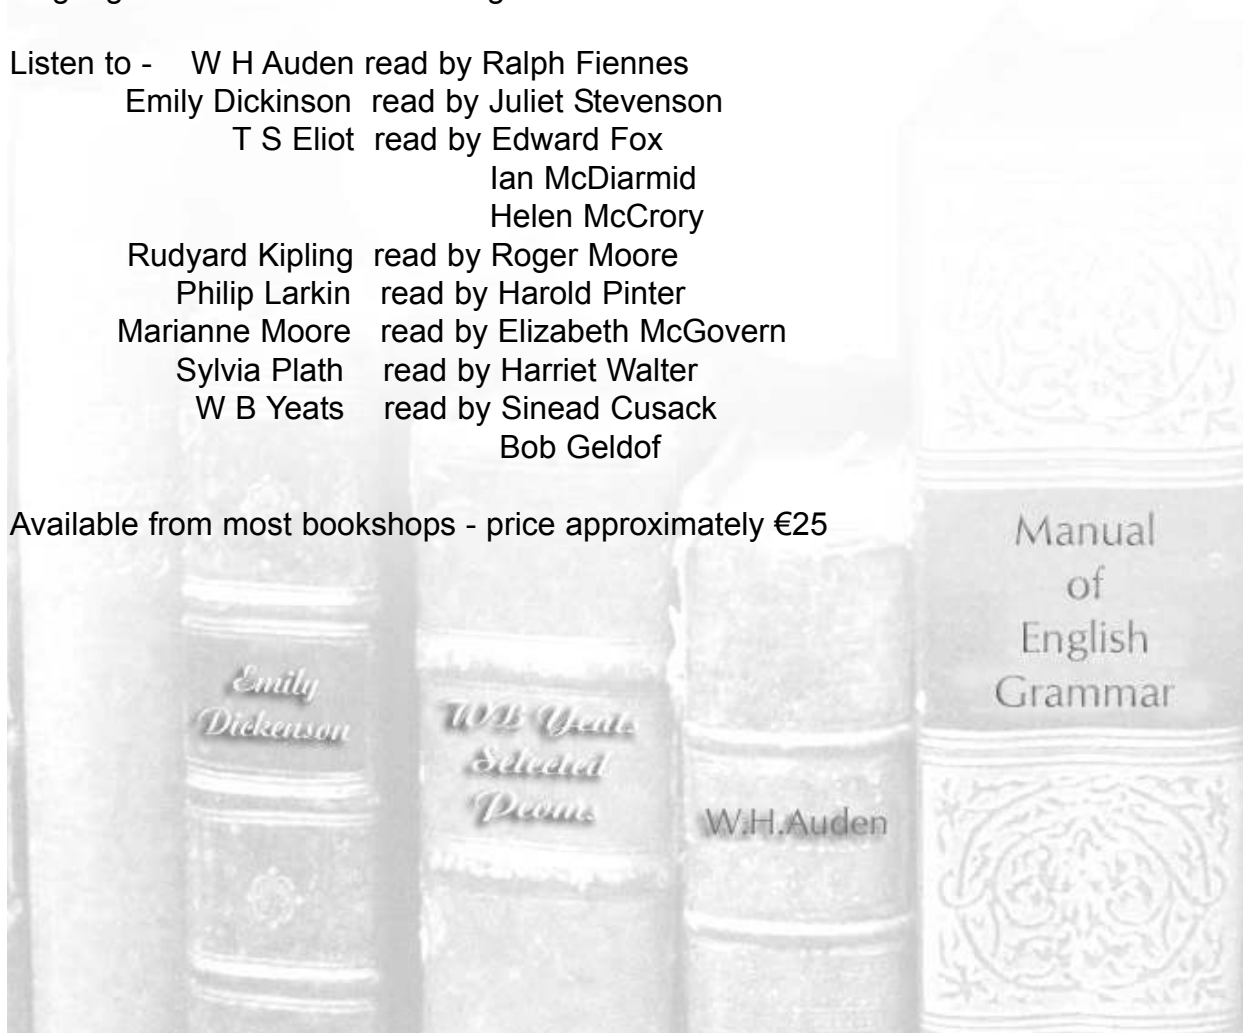 Listen to - W H Auden read by Ralph Fiennes
Emily Dickinson read by Juliet Stevenson
T S Eliot read by Edward Fox
Ian McDiarmid
Helen McCrory
Rudyard Kipling read by Roger Moore
Philip Larkin read by Harold Pinter
Marianne Moore read by Elizabeth McGovern
Sylvia Plath read by Harriet Walter
W B Yeats read by Sinead Cusack
Bob Geldof
Available from most bookshops - price approximately €25
Emily
Dickenson
WB Yeats
Selected
Peoms
W.H.Auden
Manual
of
English
Grammar